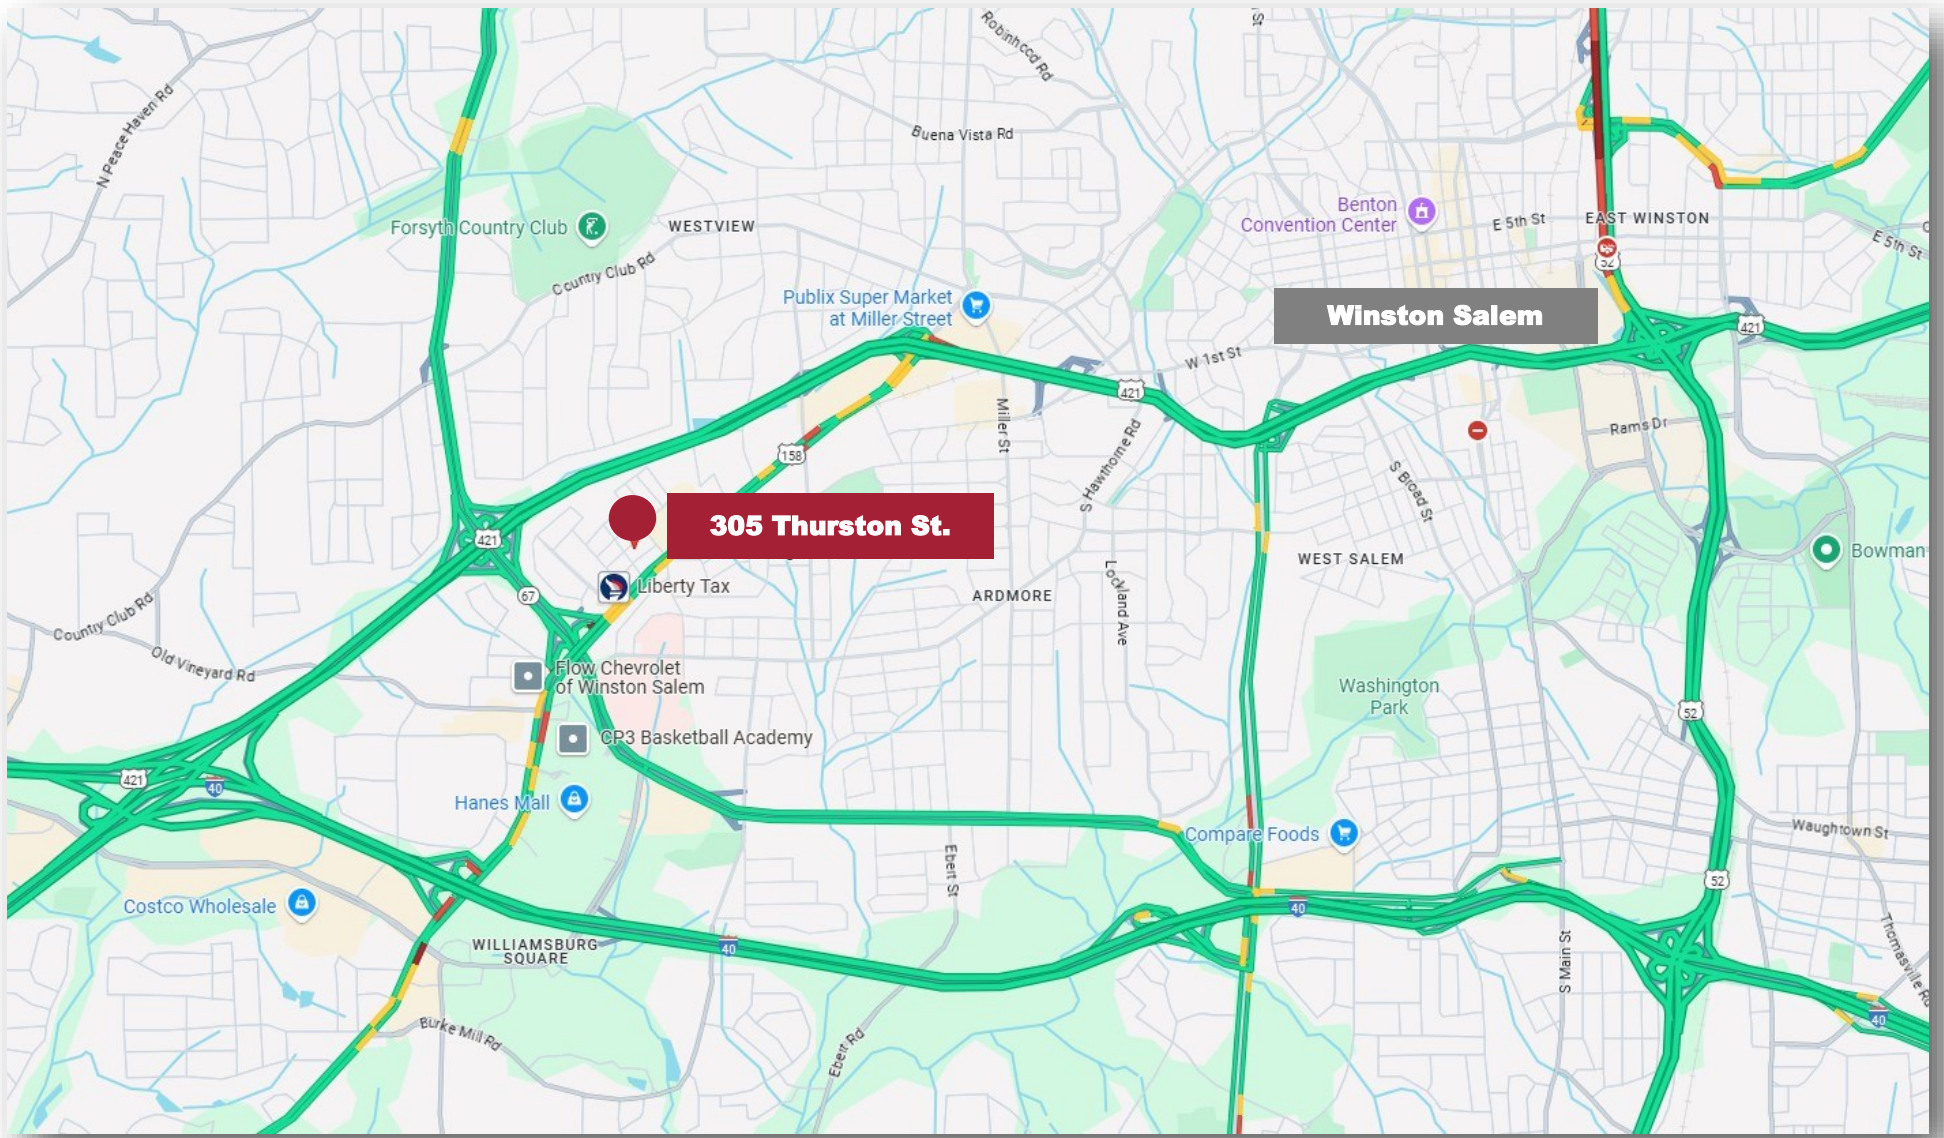 Robinhood Rd
St
N Peace Haven Rd
Buena Vista Rd
Benton
Convention Center
E 5th St
EAST WINSTON
Forsyth Country Club
WESTVIEW
E 5th St
52
Country Club Rd
Publix Super Market
at Miller Street
Winston Salem
421
W 1st St
421
Miller St
S Hawthorne Rd
Rams Dr
158
S Broad St
305 Thurston St.
421
Bowman
WEST SALEM
Liberty Tax
67
ARDMORE
Lockland Ave
Country Club Rd
Old Vineyard Rd
Flow Chevrolet
of Winston Salem
Washington
Park
52
CP3 Basketball Academy
421
40
Hanes Mall
Compare Foods
Waughtown St
Ebert St
52
Costco Wholesale
40
WILLIAMSBURG
SQUARE
40
S Main St
Thomasville Rd
40
Burke Mill Rd
Ebert Rd